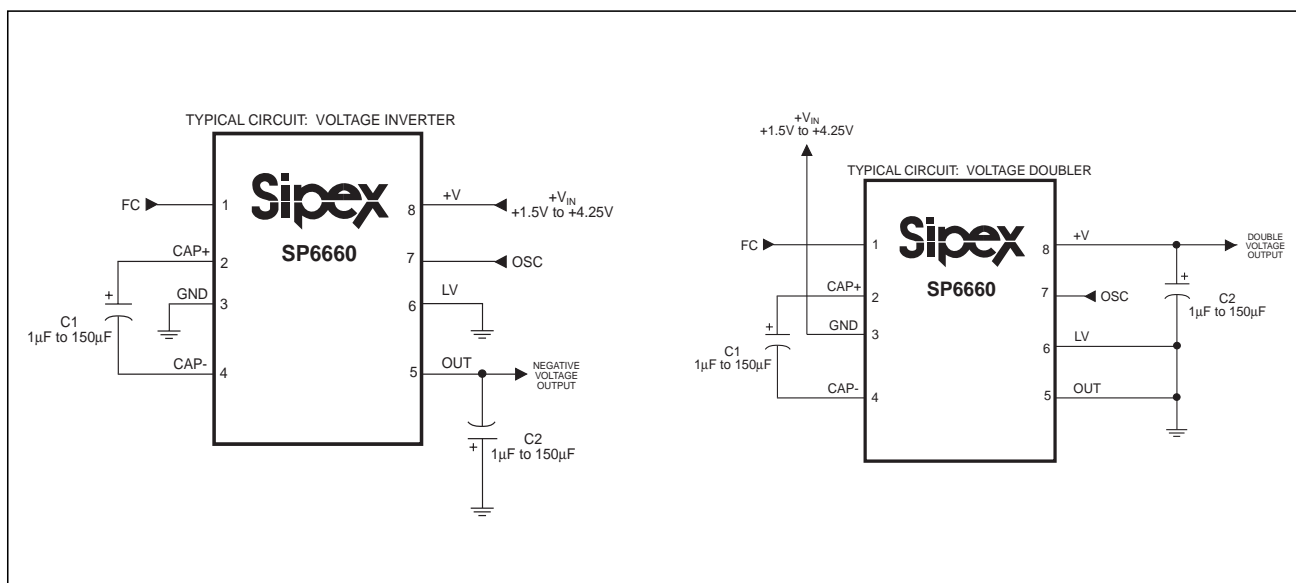 TYPICAL CIRCUIT: VOLTAGE INVERTER
Sipex
SP6660
FC
1
CAP+
2
GND
3
C1
1µF to 150µF
CAP-
4
+V
8
+VIN
+1.5V to +4.25V
7
OSC
LV
6
OUT
5
NEGATIVE
VOLTAGE
OUTPUT
+
+
C2
1µF to 150µF
+VIN
+1.5V to +4.25V
TYPICAL CIRCUIT: VOLTAGE DOUBLER
Sipex
SP6660
FC
1
CAP+
2
GND
3
+
C1
1µF to 150µF
CAP-
4
+V
8
DOUBLE
VOLTAGE
OUTPUT
7
OSC
+
C2
1µF to 150µF
LV
6
OUT
5